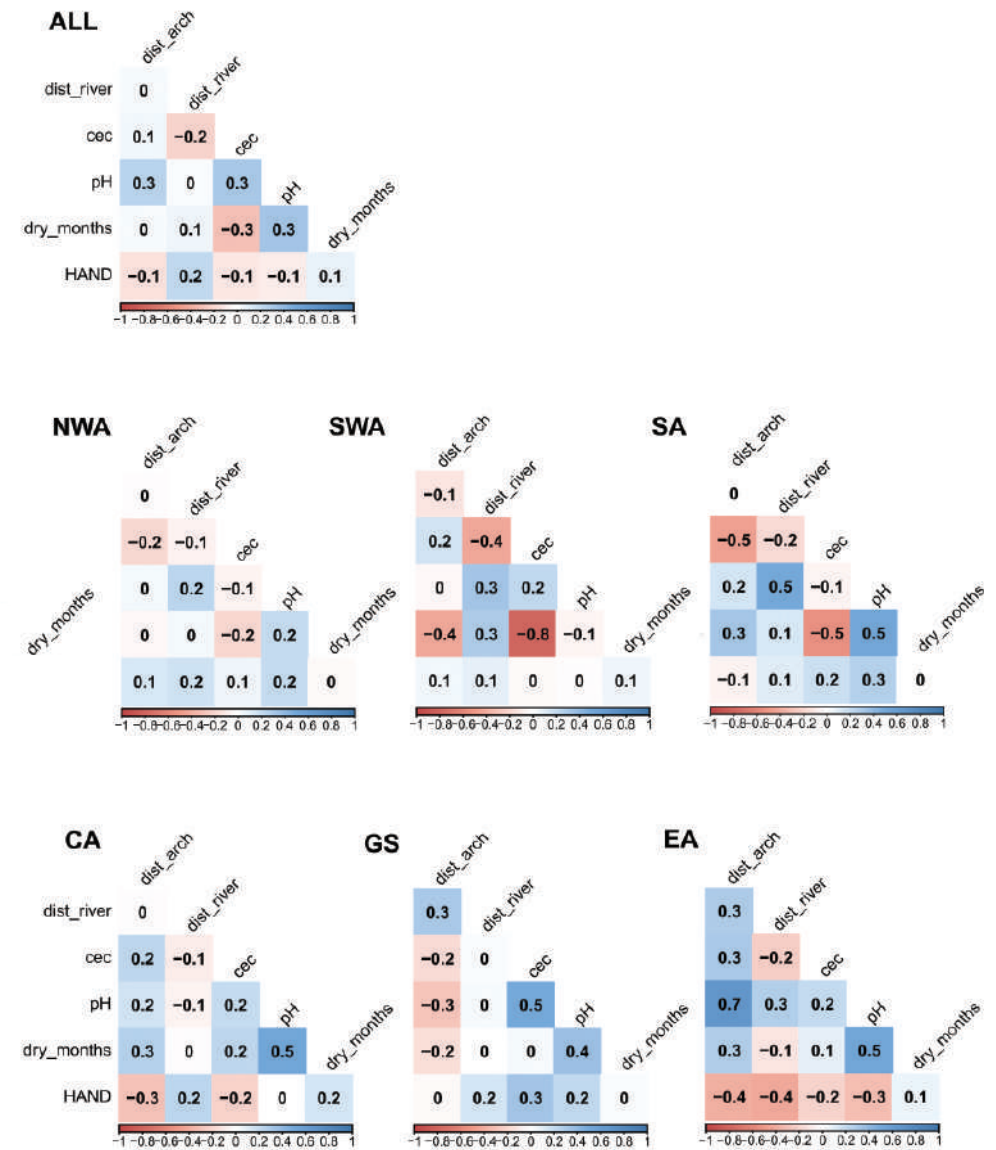 ALL
dist_arch
dist_river 0 dist_river
cec 0.1 −0.2 cec
pH 0.3 0 0.3 pH
dry_months 0 0.1 −0.3 0.3 dry_months
HAND −0.1 0.2 −0.1 −0.1 0.1
−1 −0.8 −0.6 −0.4 −0.2 0 0.2 0.4 0.6 0.8 1
NWA
dist_arch
0 dist_river
−0.2 −0.1 cec
0 0.2 −0.1 pH
dry_months 0 0 −0.2 0.2 dry_months
0.1 0.2 0.1 0.2 0
−1 −0.8 −0.6 −0.4 −0.2 0 0.2 0.4 0.6 0.8 1
SWA
dist_arch
−0.1 dist_river
0.2 −0.4 cec
0 0.3 0.2 pH
−0.4 0.3 −0.8 −0.1 dry_months
0.1 0.1 0 0 0.1
−1 −0.8 −0.6 −0.4 −0.2 0 0.2 0.4 0.6 0.8 1
SA
dist_arch
0 dist_river
−0.5 −0.2 cec
0.2 0.5 −0.1 pH
0.3 0.1 −0.5 0.5 dry_months
−0.1 0.1 0.2 0.3 0
−1 −0.8 −0.6 −0.4 −0.2 0 0.2 0.4 0.6 0.8 1
CA
dist_arch
dist_river 0 dist_river
cec 0.2 −0.1 cec
pH 0.2 −0.1 0.2 pH
dry_months 0.3 0 0.2 0.5 dry_months
HAND −0.3 0.2 −0.2 0 0.2
−1 −0.8 −0.6 −0.4 −0.2 0 0.2 0.4 0.6 0.8 1
GS
dist_arch
0.3 dist_river
−0.2 0 cec
−0.3 0 0.5 pH
−0.2 0 0 0.4 dry_months
0 0.2 0.3 0.2 0
−1 −0.8 −0.6 −0.4 −0.2 0 0.2 0.4 0.6 0.8 1
EA
dist_arch
0.3 dist_river
0.3 −0.2 cec
0.7 0.3 0.2 pH
0.3 −0.1 0.1 0.5 dry_months
−0.4 −0.4 −0.2 −0.3 0.1
−1 −0.8 −0.6 −0.4 −0.2 0 0.2 0.4 0.6 0.8 1